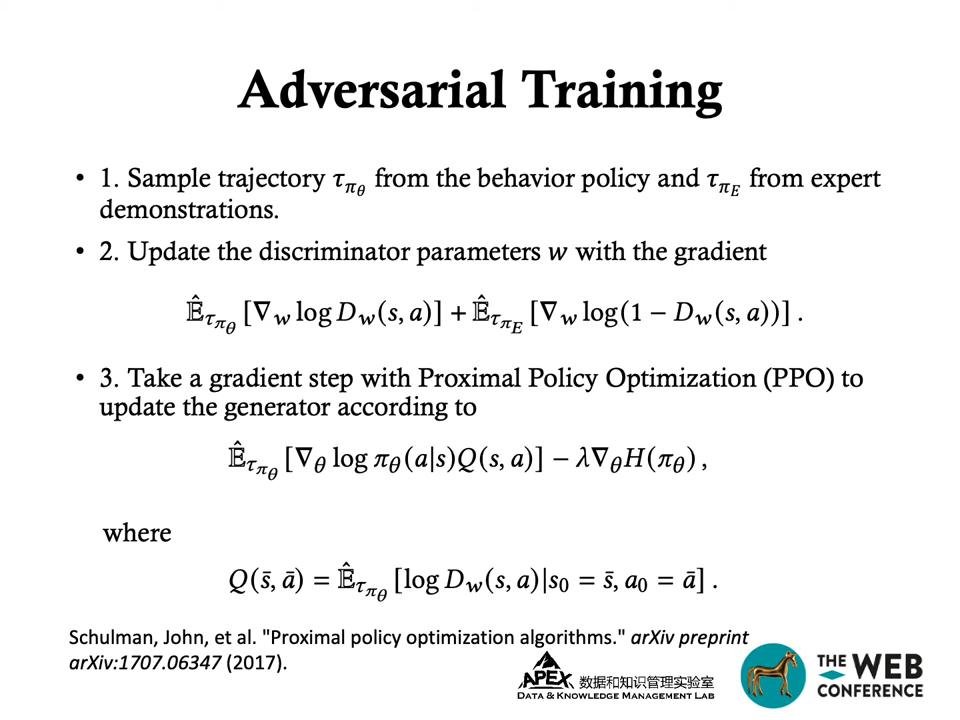 Adversarial Training
• 1. Sample trajectory τ_{π_θ} from the behavior policy and τ_{π_E} from expert
demonstrations.
• 2. Update the discriminator parameters w with the gradient
Ê_{τ_{π_θ}} [∇_w log D_w(s, a)] + Ê_{τ_{π_E}} [∇_w log(1 − D_w(s, a))] .
• 3. Take a gradient step with Proximal Policy Optimization (PPO) to
update the generator according to
Ê_{τ_{π_θ}} [∇_θ log π_θ(a|s)Q(s, a)] − λ∇_θH(π_θ) ,
where
Q(s̄, ā) = Ê_{τ_{π_θ}} [log D_w(s, a)|s_0 = s̄, a_0 = ā] .
Schulman, John, et al. "Proximal policy optimization algorithms." arXiv preprint
arXiv:1707.06347 (2017).
APEX 数据和知识管理实验室
DATA & KNOWLEDGE MANAGEMENT LAB
THE WEB
CONFERENCE